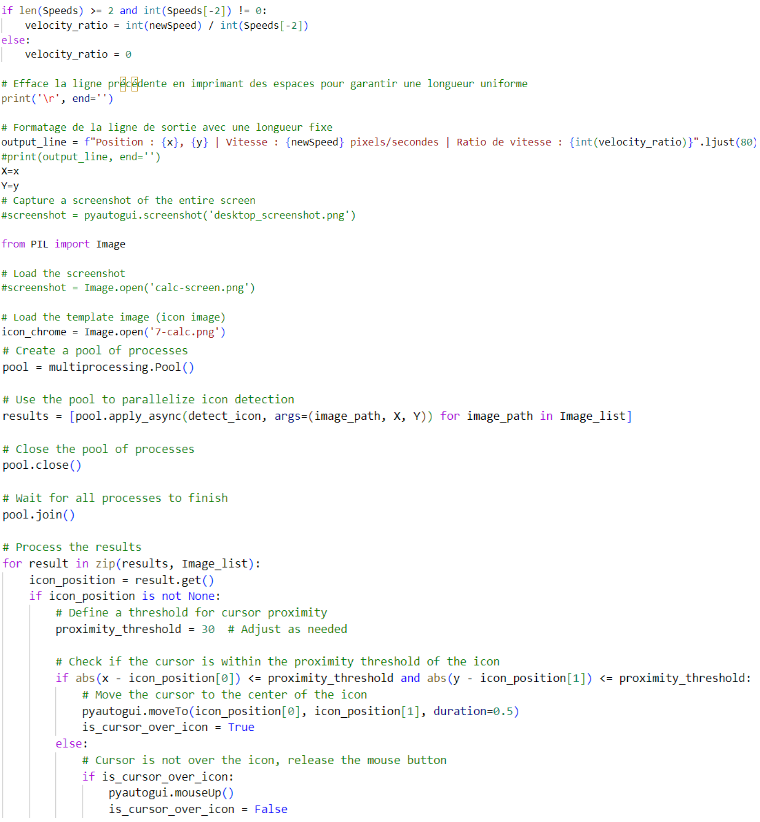 if len(Speeds) >= 2 and int(Speeds[-2]) != 0:
    velocity_ratio = int(newSpeed) / int(Speeds[-2])
else:
    velocity_ratio = 0

# Efface la ligne précédente en imprimant des espaces pour garantir une longueur uniforme
print('\r', end='')

# Formatage de la ligne de sortie avec une longueur fixe
output_line = f"Position : {x}, {y} | Vitesse : {newSpeed} pixels/secondes | Ratio de vitesse : {int(velocity_ratio)}".ljust(80)
#print(output_line, end='')
X=x
Y=y
# Capture a screenshot of the entire screen
#screenshot = pyautogui.screenshot('desktop_screenshot.png')

from PIL import Image

# Load the screenshot
#screenshot = Image.open('calc-screen.png')

# Load the template image (icon image)
icon_chrome = Image.open('7-calc.png')
# Create a pool of processes
pool = multiprocessing.Pool()

# Use the pool to parallelize icon detection
results = [pool.apply_async(detect_icon, args=(image_path, X, Y)) for image_path in Image_list]

# Close the pool of processes
pool.close()

# Wait for all processes to finish
pool.join()

# Process the results
for result in zip(results, Image_list):
    icon_position = result.get()
    if icon_position is not None:
        # Define a threshold for cursor proximity
        proximity_threshold = 30  # Adjust as needed

        # Check if the cursor is within the proximity threshold of the icon
        if abs(x - icon_position[0]) <= proximity_threshold and abs(y - icon_position[1]) <= proximity_threshold:
            # Move the cursor to the center of the icon
            pyautogui.moveTo(icon_position[0], icon_position[1], duration=0.5)
            is_cursor_over_icon = True
        else:
            # Cursor is not over the icon, release the mouse button
            if is_cursor_over_icon:
                pyautogui.mouseUp()
                is_cursor_over_icon = False